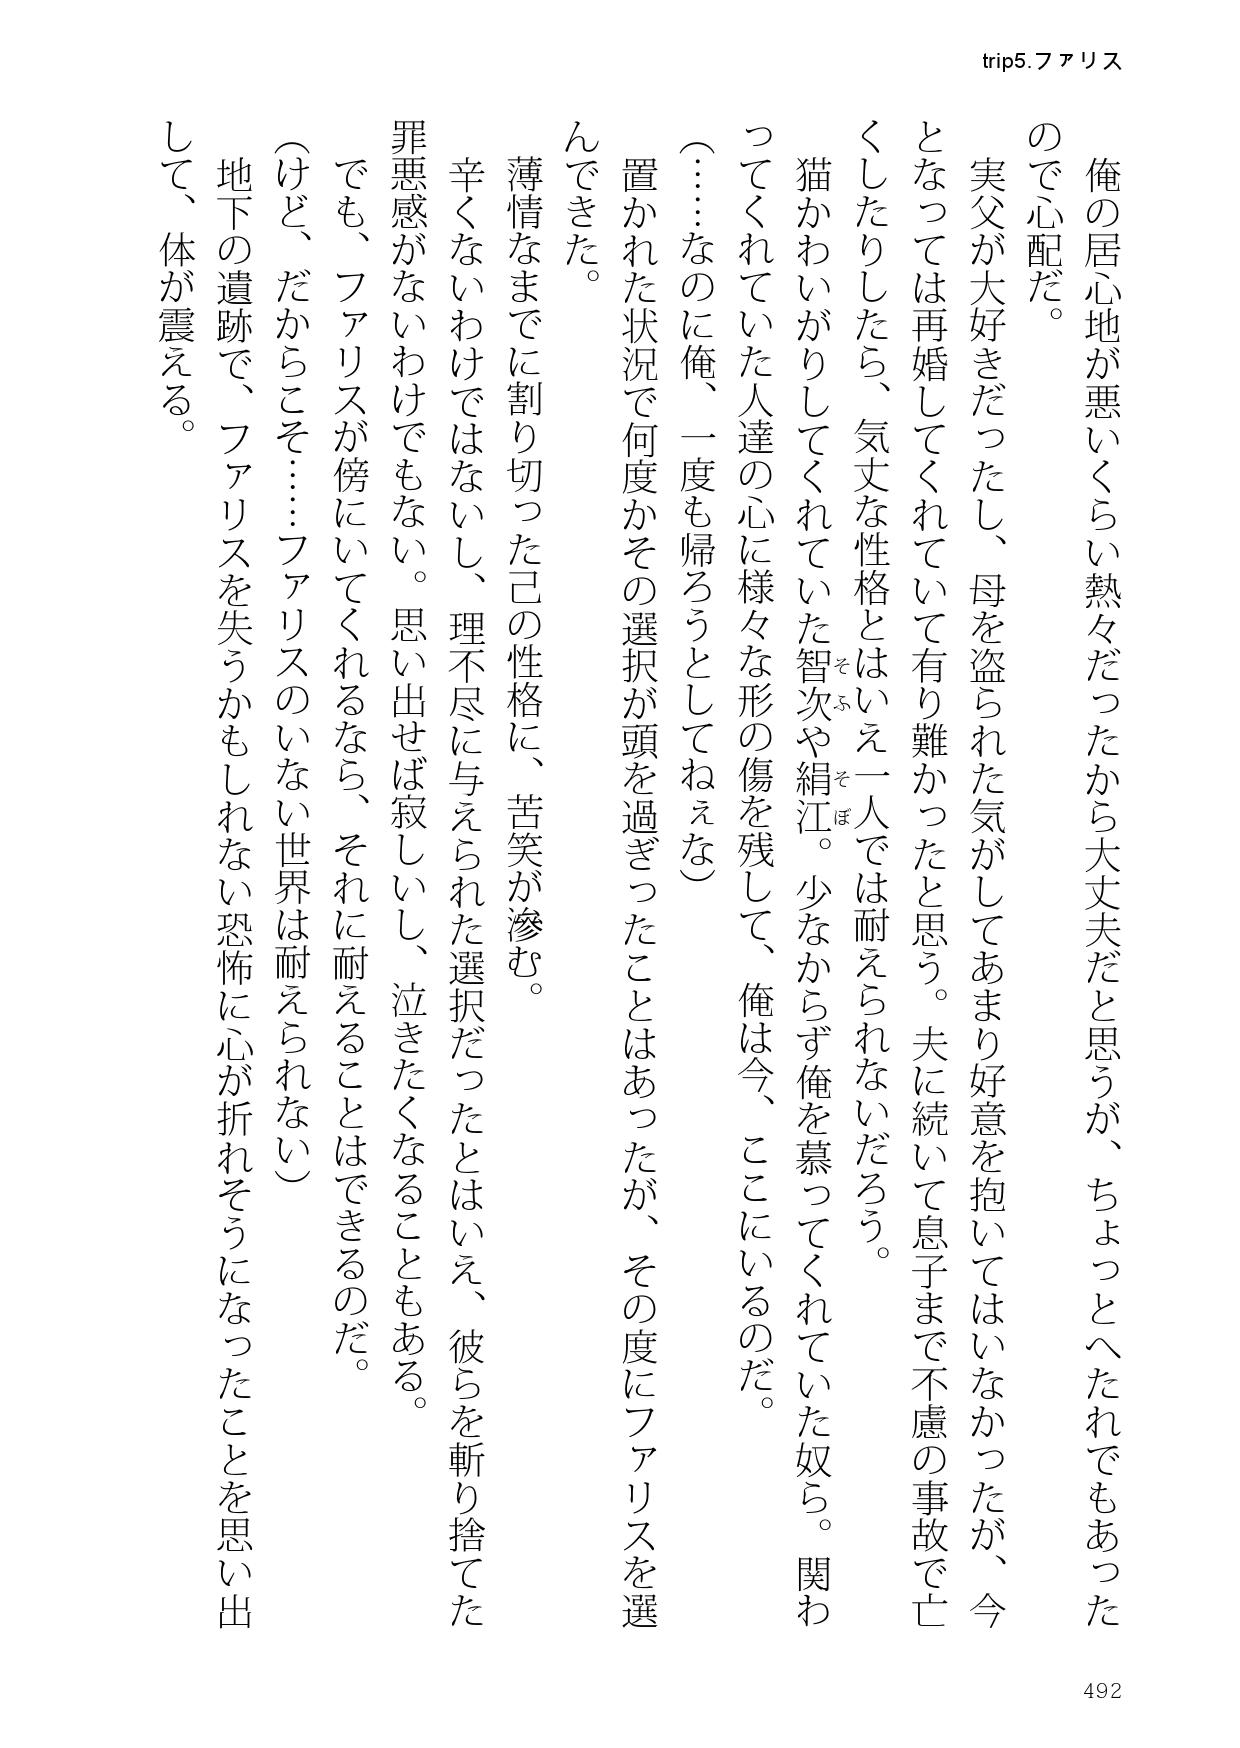 trip5.ファリス
　俺の居心地が悪いくらい熱々だったから大丈夫だと思うが、ちょっとへたれでもあった
ので心配だ。
　実父が大好きだったし、母を盗られた気がしてあまり好意を抱いてはいなかったが、今
となっては再婚してくれていて有り難かったと思う。夫に続いて息子まで不慮の事故で亡
くしたりしたら、気丈な性格とはいえ一人では耐えられないだろう。
　猫かわいがりしてくれていた智次（そふ）や絹江（そぼ）。少なからず俺を慕ってくれていた奴ら。関わ
ってくれていた人達の心に様々な形の傷を残して、俺は今、ここにいるのだ。
（……なのに俺、一度も帰ろうとしてねぇな）
　置かれた状況で何度かその選択が頭を過ぎったことはあったが、その度にファリスを選
んできた。
　薄情なまでに割り切った己の性格に、苦笑が滲む。
　辛くないわけではないし、理不尽に与えられた選択だったとはいえ、彼らを斬り捨てた
罪悪感がないわけでもない。思い出せば寂しいし、泣きたくなることもある。
　でも、ファリスが傍にいてくれるなら、それに耐えることはできるのだ。
（けど、だからこそ……ファリスのいない世界は耐えられない）
　地下の遺跡で、ファリスを失うかもしれない恐怖に心が折れそうになったことを思い出
して、体が震える。
492